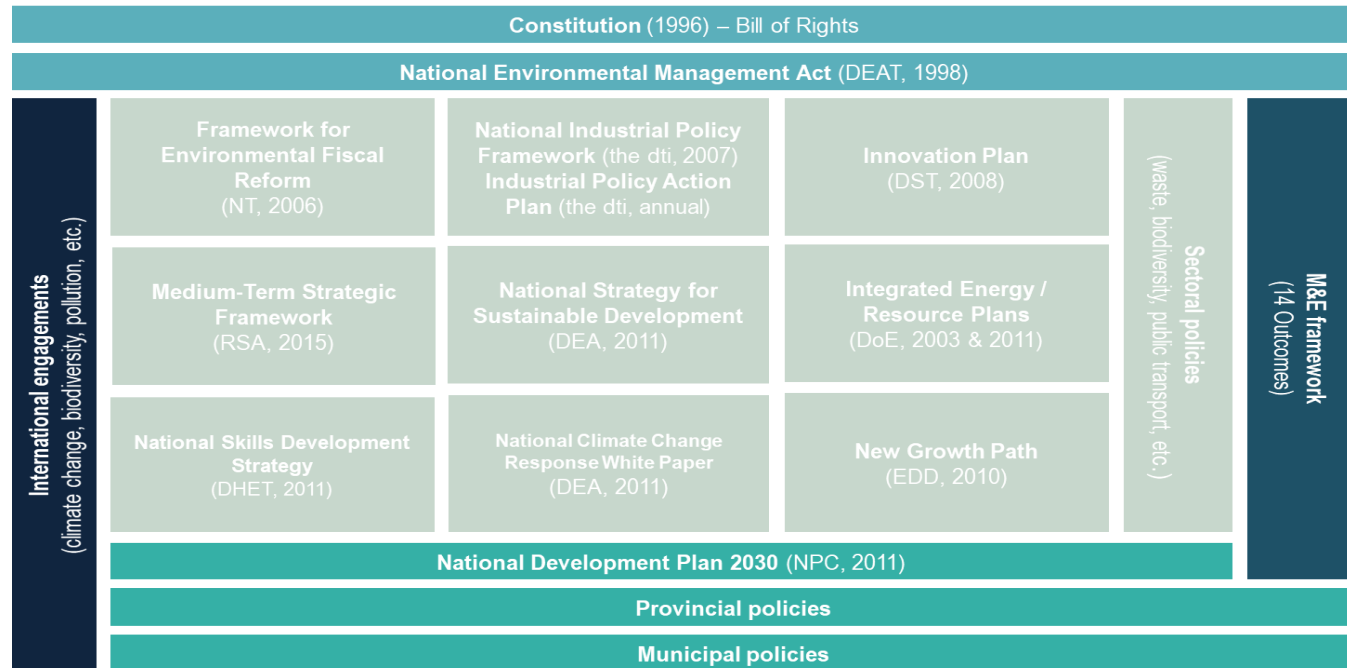 Constitution (1996) – Bill of Rights
National Environmental Management Act (DEAT, 1998)
International engagements
(climate change, biodiversity, pollution, etc.)
Framework for
Environmental Fiscal
Reform
(NT, 2006)
National Industrial Policy
Framework (the dti, 2007)
Industrial Policy Action
Plan (the dti, annual)
Innovation Plan
(DST, 2008)
Medium-Term Strategic
Framework
(RSA, 2015)
National Strategy for
Sustainable Development
(DEA, 2011)
Integrated Energy /
Resource Plans
(DoE, 2003 & 2011)
National Skills Development
Strategy
(DHET, 2011)
National Climate Change
Response White Paper
(DEA, 2011)
New Growth Path
(EDD, 2010)
Sectoral policies
(waste, biodiversity, public transport, etc.)
M&E framework
(14 Outcomes)
National Development Plan 2030 (NPC, 2011)
Provincial policies
Municipal policies